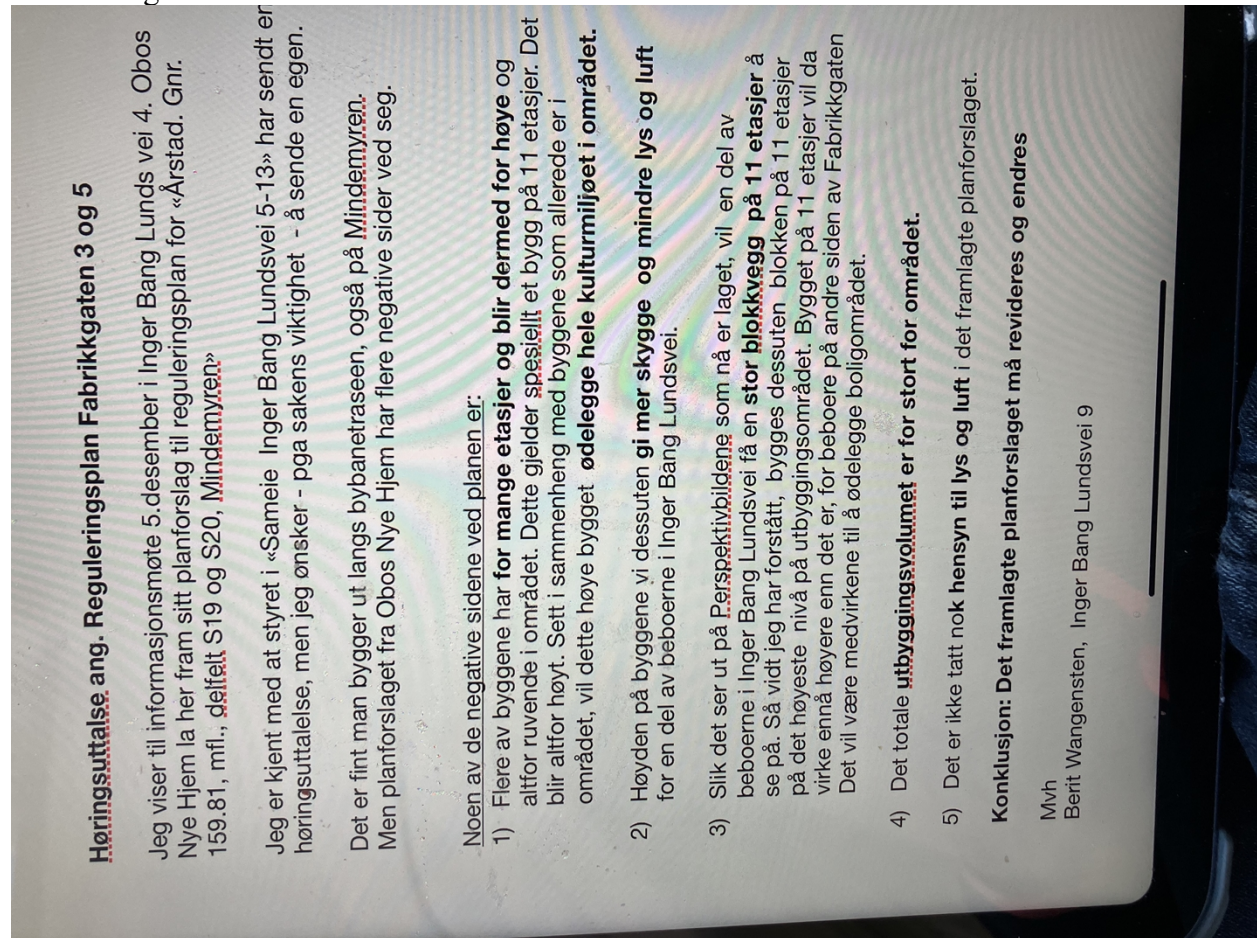 Høringsuttalse ang. Reguleringsplan Fabrikkgaten 3 og 5
Jeg viser til informasjonsmøte 5.desember i Inger Bang Lunds vei 4. Obos
Nye Hjem la her fram sitt planforslag til reguleringsplan for «Årstad. Gnr.
159.81, mfl., delfelt S19 og S20, Mindemyren»
Jeg er kjent med at styret i «Sameie Inger Bang Lundsvei 5-13» har sendt en
høringsuttalelse, men jeg ønsker - pga sakens viktighet - å sende en egen.
Det er fint man bygger ut langs bybanetraseen, også på Mindemyren.
Men planforslaget fra Obos Nye Hjem har flere negative sider ved seg.
Noen av de negative sidene ved planen er:
1) Flere av byggene har for mange etasjer og blir dermed for høye og
altfor ruvende i området. Dette gjelder spesiellt et bygg på 11 etasjer. Det
blir altfor høyt. Sett i sammenheng med byggene som allerede er i
området, vil dette høye bygget ødelegge hele kulturmiljøet i området.
2) Høyden på byggene vi dessuten gi mer skygge og mindre lys og luft
for en del av beboerne i Inger Bang Lundsvei.
3) Slik det ser ut på Perspektivbildene som nå er laget, vil en del av
beboerne i Inger Bang Lundsvei få en stor blokkvegg på 11 etasjer å
se på. Så vidt jeg har forstått, bygges dessuten blokken på 11 etasjer
på det høyeste nivå på utbyggingsområdet. Bygget på 11 etasjer vil da
virke ennå høyere enn det er, for beboere på andre siden av Fabrikkgaten
Det vil være medvirkene til å ødelegge boligområdet.
4) Det totale utbyggingsvolumet er for stort for området.
5) Det er ikke tatt nok hensyn til lys og luft i det framlagte planforslaget.
Konklusjon: Det framlagte planforslaget må revideres og endres
Mvh
Berit Wangensten, Inger Bang Lundsvei 9